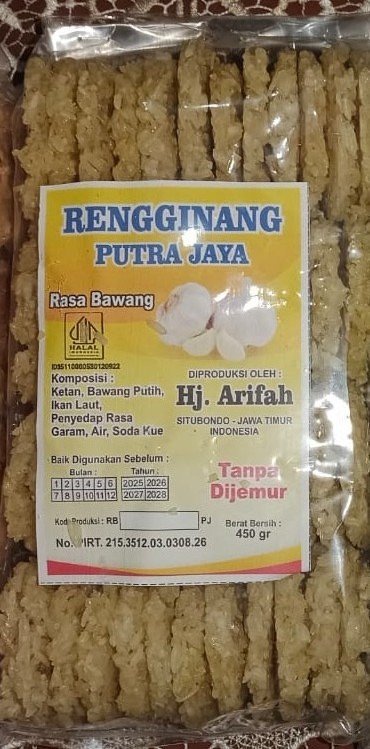 RENGGINANG
PUTRA JAYA
Rasa Bawang
HALAL
INDONESIA
ID35110000530120922
Komposisi :
Ketan, Bawang Putih,
Ikan Laut,
Penyedap Rasa
Garam, Air, Soda Kue
DIPRODUKSI OLEH :
Hj. Arifah
SITUBONDO - JAWA TIMUR
INDONESIA
Baik Digunakan Sebelum :
Bulan : Tahun :
1 2 3 4 5 6 2025 2026
7 8 9 10 11 12 2027 2028
Tanpa
Dijemur
Kode Produksi : RB PJ
Berat Bersih :
450 gr
No. PIRT. 215.3512.03.0308.26